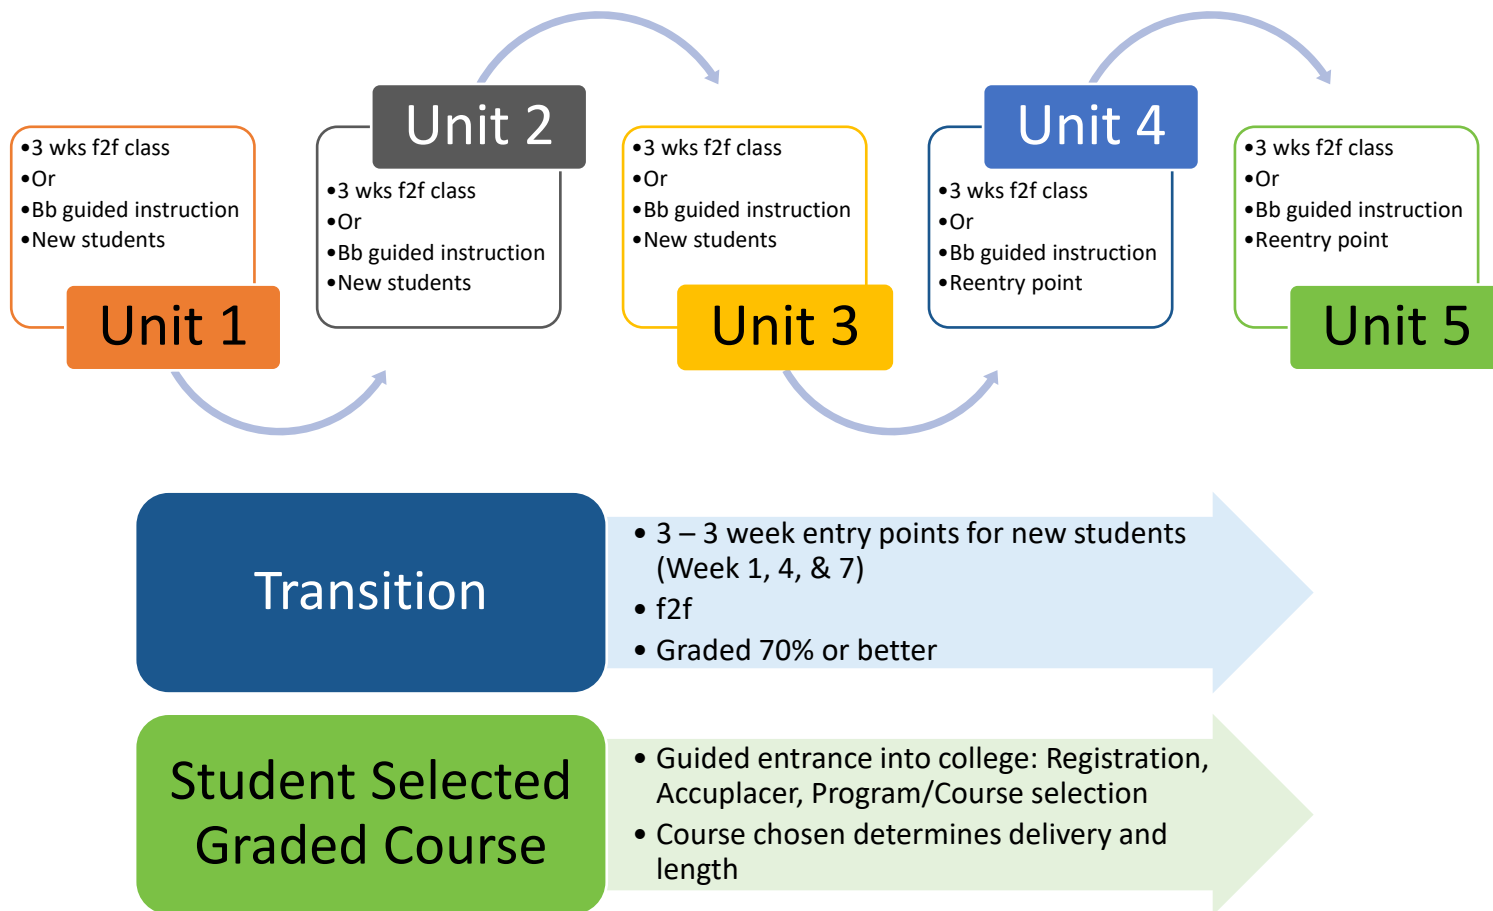 •3 wks f2f class
•Or
•Bb guided instruction
•New students
Unit 1
Unit 2
•3 wks f2f class
•Or
•Bb guided instruction
•New students
•3 wks f2f class
•Or
•Bb guided instruction
•New students
Unit 3
Unit 4
•3 wks f2f class
•Or
•Bb guided instruction
•Reentry point
•3 wks f2f class
•Or
•Bb guided instruction
•Reentry point
Unit 5
Transition
• 3 – 3 week entry points for new students
(Week 1, 4, & 7)
• f2f
• Graded 70% or better
Student Selected
Graded Course
• Guided entrance into college: Registration,
Accuplacer, Program/Course selection
• Course chosen determines delivery and
length